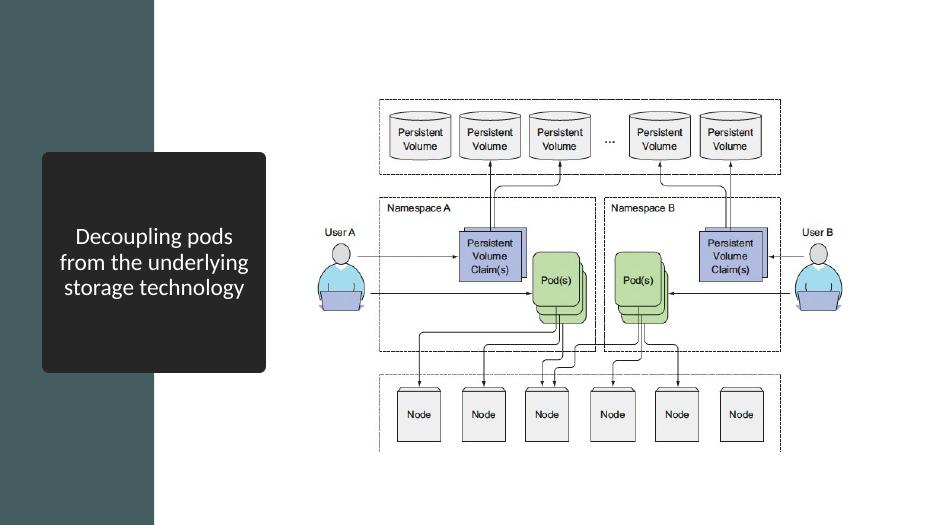 Decoupling pods
from the underlying
storage technology
Persistent
Volume
Persistent
Volume
Persistent
Volume
...
Persistent
Volume
Persistent
Volume
Namespace A
Namespace B
User A
Persistent
Volume
Claim(s)
Pod(s)
Pod(s)
Persistent
Volume
Claim(s)
User B
Node
Node
Node
Node
Node
Node